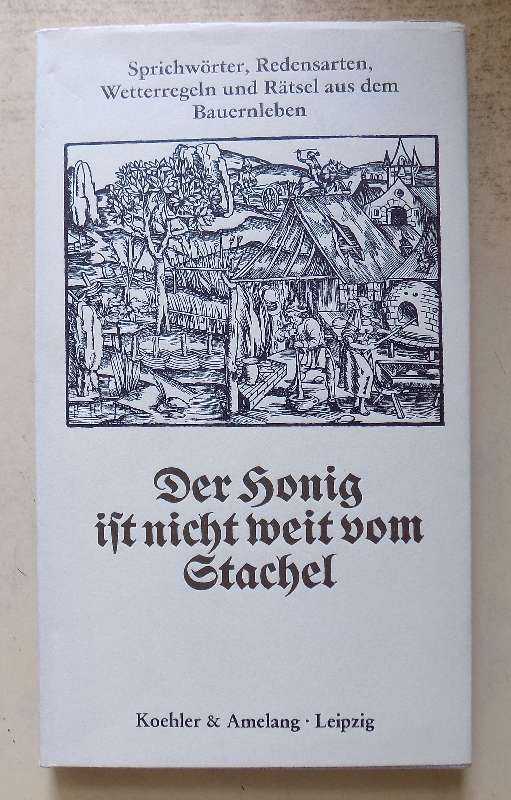 Sprichwörter, Redensarten,
Wetterregeln und Rätsel aus dem
Bauernleben
Der Honig
iſt nicht weit vom
Stachel
Koehler & Amelang · Leipzig